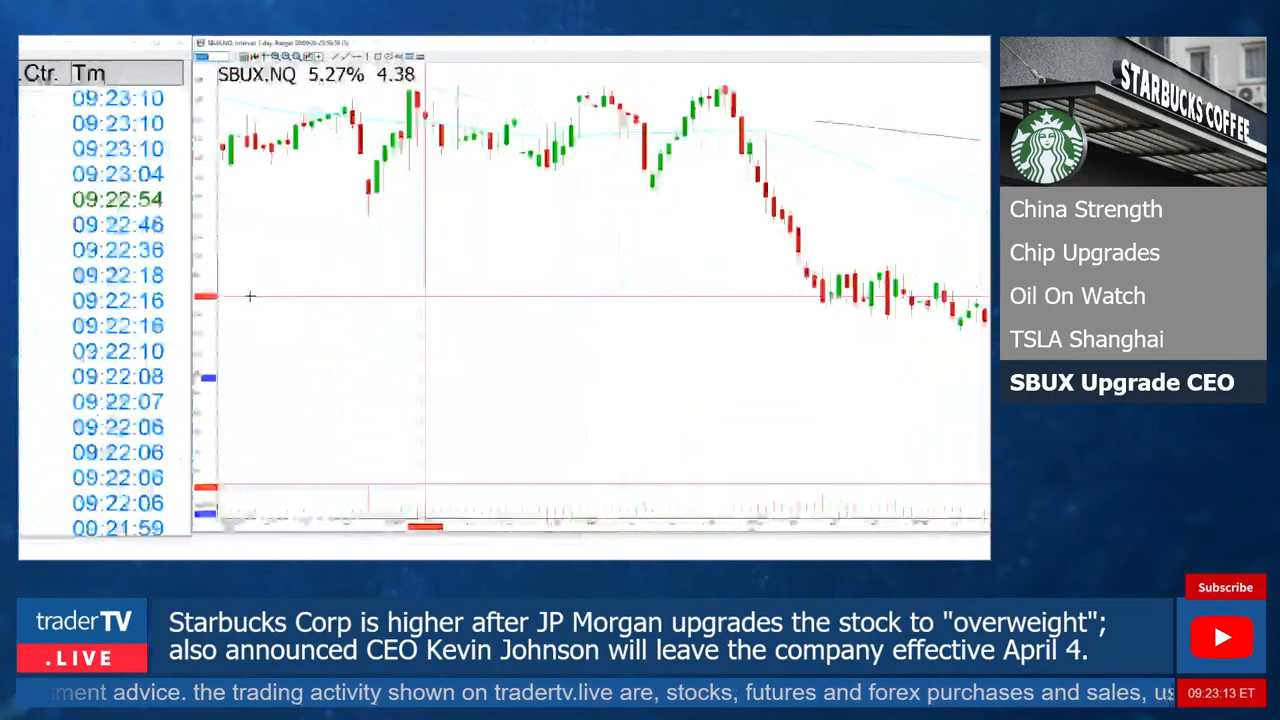 SBUX.NQ Interval: 1 day, Range:
.Ctr. Tm
09:23:10
09:23:10
09:23:10
09:23:04
09:22:54
09:22:46
09:22:36
09:22:18
09:22:16
09:22:16
09:22:10
09:22:08
09:22:07
09:22:06
09:22:06
09:22:06
09:22:06
09:21:59
SBUX.NQ 5.27% 4.38
STARBUCKS COFFEE
China Strength
Chip Upgrades
Oil On Watch
TSLA Shanghai
SBUX Upgrade CEO
Subscribe
traderTV
.LIVE
Starbucks Corp is higher after JP Morgan upgrades the stock to "overweight";
also announced CEO Kevin Johnson will leave the company effective April 4.
ment advice. the trading activity shown on tradertv.live are, stocks, futures and forex purchases and sales, us
09:23:13 ET